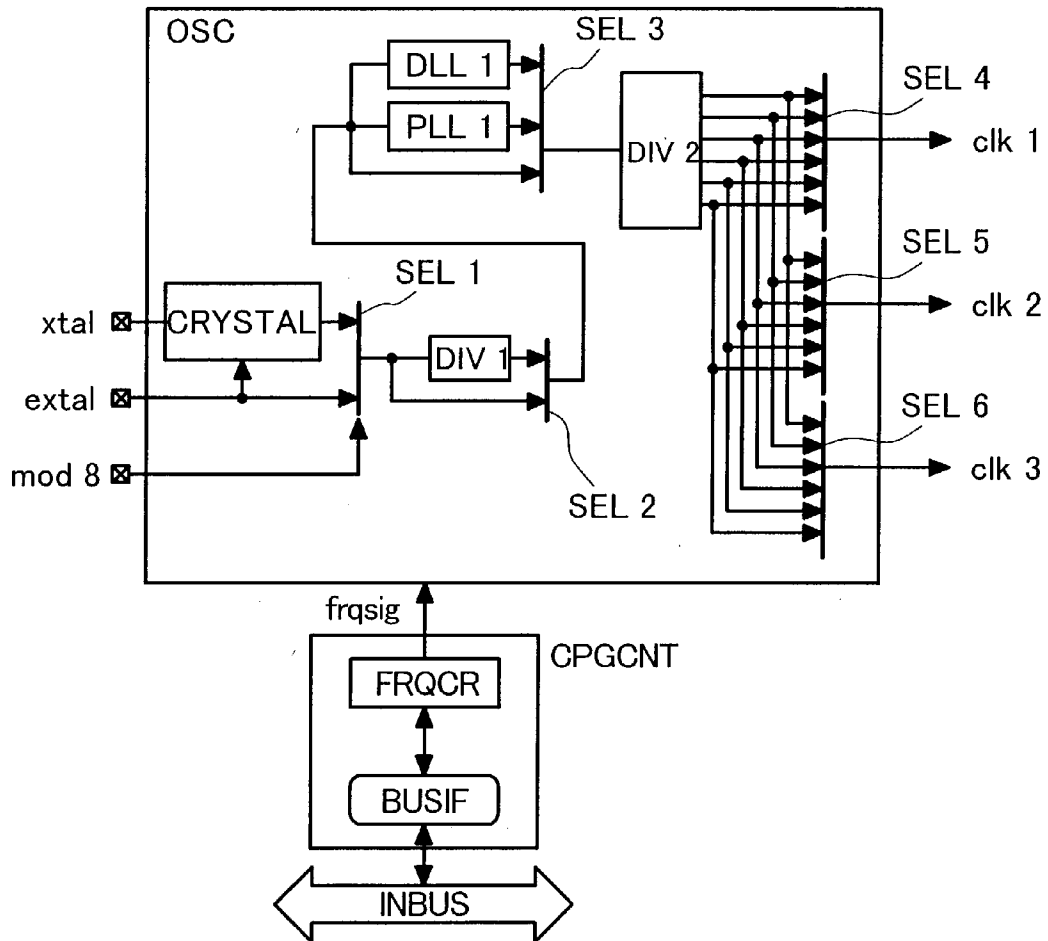 OSC
SEL 3
DLL 1
PLL 1
DIV 2
SEL 4
clk 1
SEL 5
clk 2
SEL 1
xtal
CRYSTAL
DIV 1
extal
SEL 6
mod 8
clk 3
SEL 2
frqsig
CPGCNT
FRQCR
BUSIF
INBUS